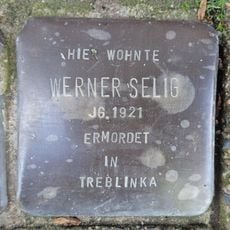 HIER WOHNTE
WERNER SELIG
JG. 1921
ERMORDET
IN
TREBLINKA